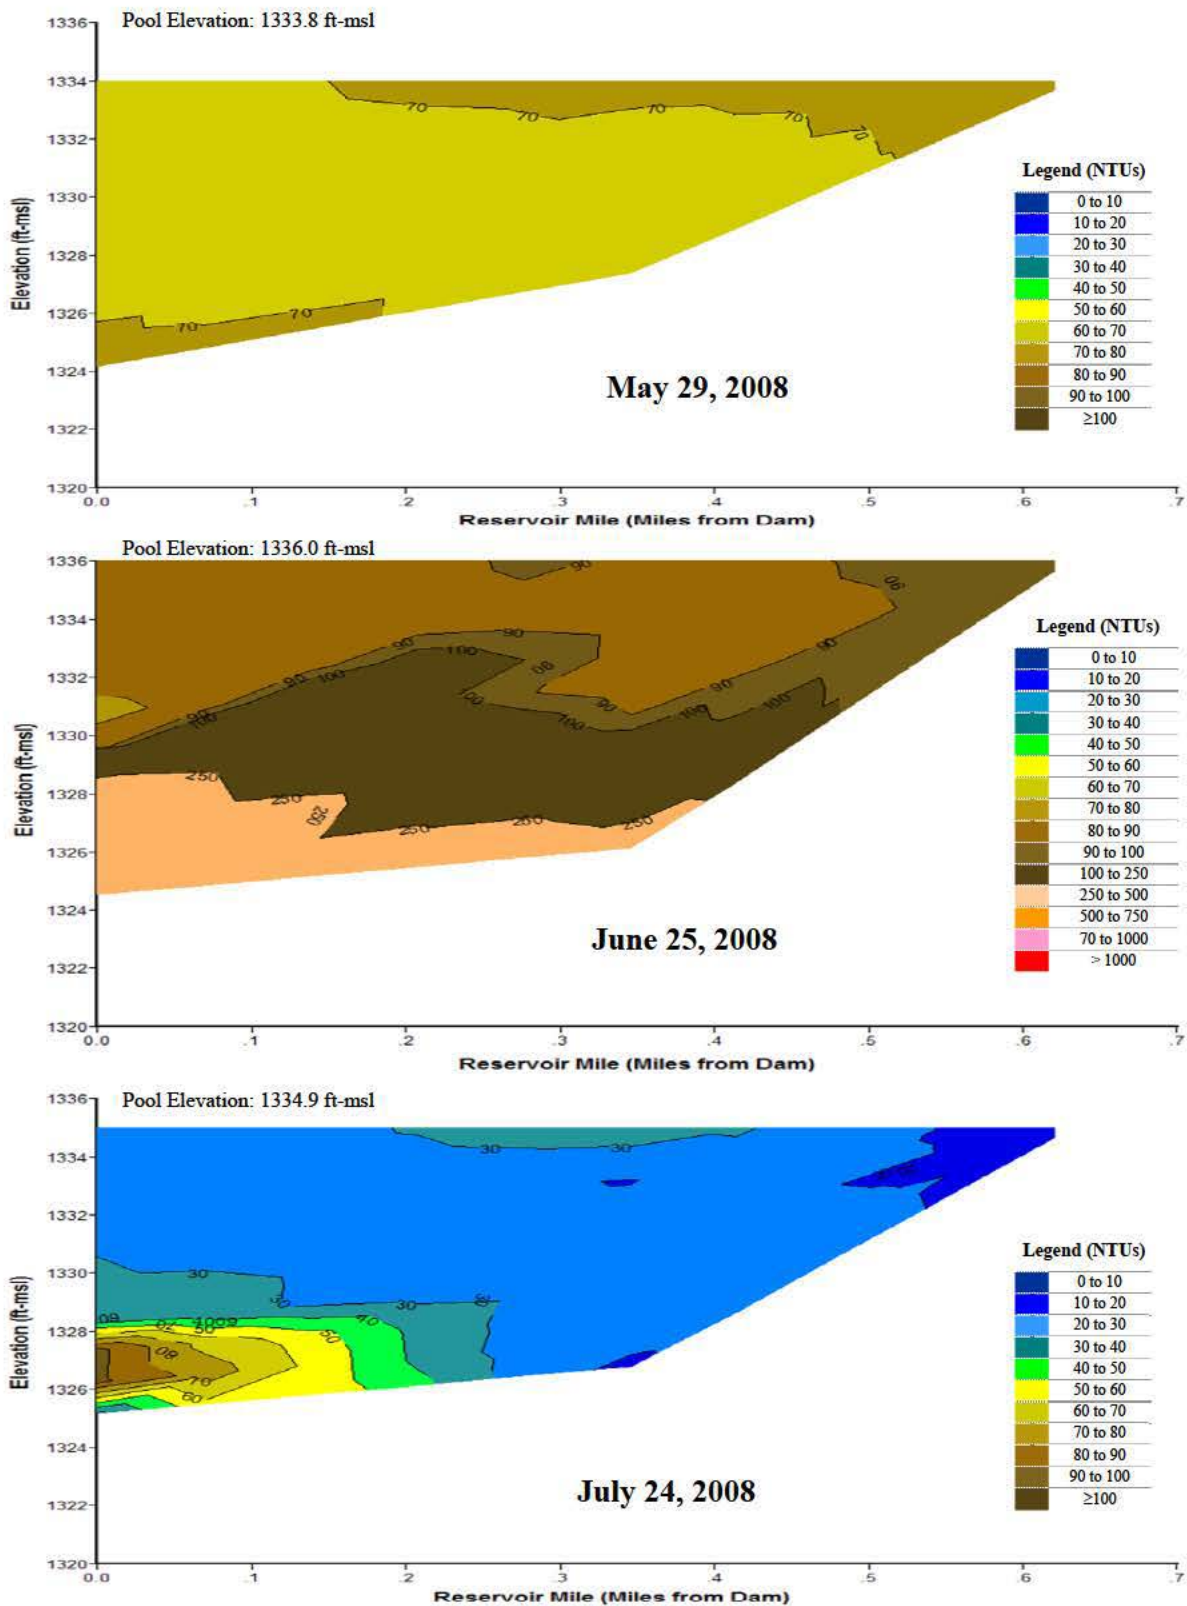 Pool Elevation: 1333.8 ft-msl
1336
1334
1332
1330
1328
1326
1324
1322
1320
Elevation (ft-msl)
70
70
70
70
70
70
70
Legend (NTUs)
0 to 10
10 to 20
20 to 30
30 to 40
40 to 50
50 to 60
60 to 70
70 to 80
80 to 90
90 to 100
≥100
May 29, 2008
0.0 .1 .2 .3 .4 .5 .6 .7
Reservoir Mile (Miles from Dam)
Pool Elevation: 1336.0 ft-msl
1336
1334
1332
1330
1328
1326
1324
1322
1320
Elevation (ft-msl)
90
90
90
90
90
90
90
90
90
90
100
100
100
100
100
100
100
250
250
250
250
250
250
Legend (NTUs)
0 to 10
10 to 20
20 to 30
30 to 40
40 to 50
50 to 60
60 to 70
70 to 80
80 to 90
90 to 100
100 to 250
250 to 500
500 to 750
70 to 1000
> 1000
June 25, 2008
0.0 .1 .2 .3 .4 .5 .6 .7
Reservoir Mile (Miles from Dam)
Pool Elevation: 1334.9 ft-msl
1336
1334
1332
1330
1328
1326
1324
1322
1320
Elevation (ft-msl)
30
30
30
30
30
30
40
50
50
60
60
70
70
80
Legend (NTUs)
0 to 10
10 to 20
20 to 30
30 to 40
40 to 50
50 to 60
60 to 70
70 to 80
80 to 90
90 to 100
≥100
July 24, 2008
0.0 .1 .2 .3 .4 .5 .6 .7
Reservoir Mile (Miles from Dam)